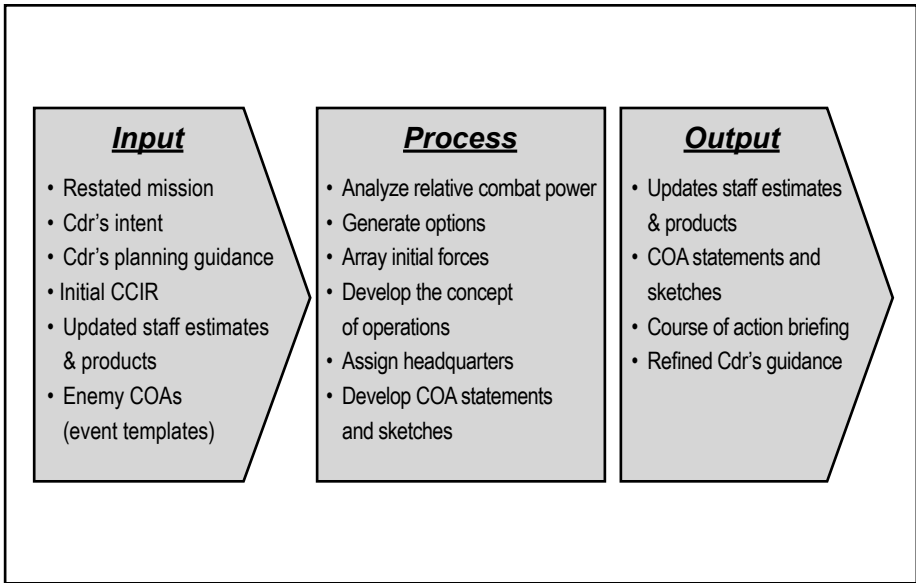 Input
• Restated mission
• Cdr's intent
• Cdr's planning guidance
• Initial CCIR
• Updated staff estimates
& products
• Enemy COAs
(event templates)
Process
• Analyze relative combat power
• Generate options
• Array initial forces
• Develop the concept
of operations
• Assign headquarters
• Develop COA statements
and sketches
Output
• Updates staff estimates
& products
• COA statements and
sketches
• Course of action briefing
• Refined Cdr's guidance